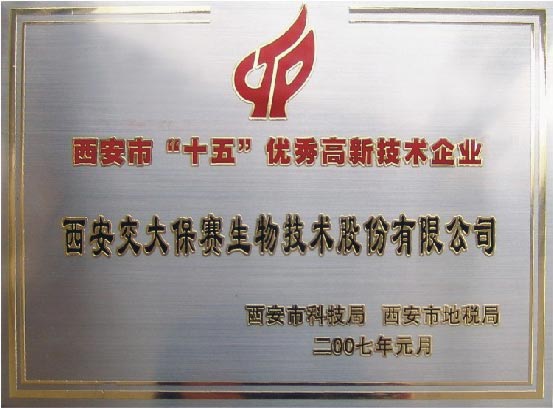 西安市“十五”优秀高新技术企业
西安交大保赛生物技术股份有限公司
西安市科技局 西安市地税局
二00七年元月